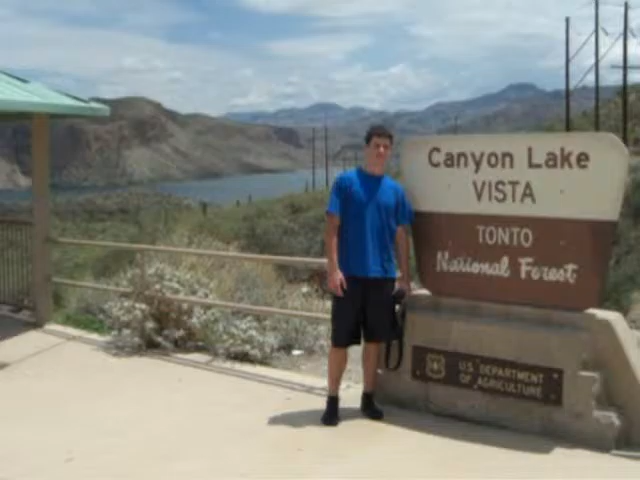 Canyon Lake
VISTA
TONTO
National Forest
U.S. DEPARTMENT
OF AGRICULTURE